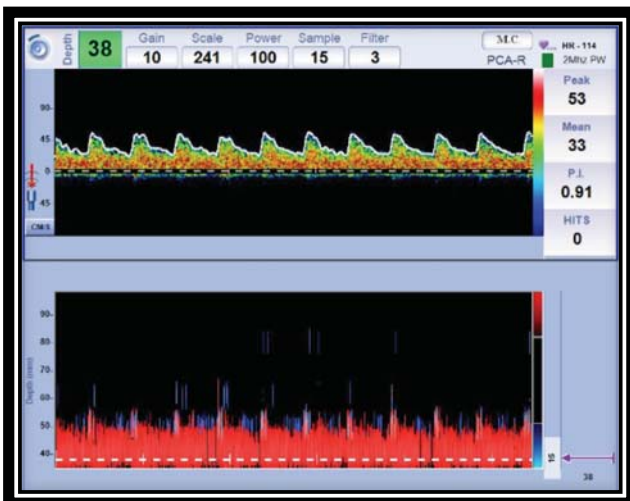 Depth
38
Gain
10
Scale
241
Power
100
Sample
15
Filter
3
M.C
PCA-R
HR - 114
2Mhz PW
Peak
53
Mean
33
P.I.
0.91
HITS
0
90
45
0
45
CM/S
Depth (mm)
90
80
70
60
50
40
15
38